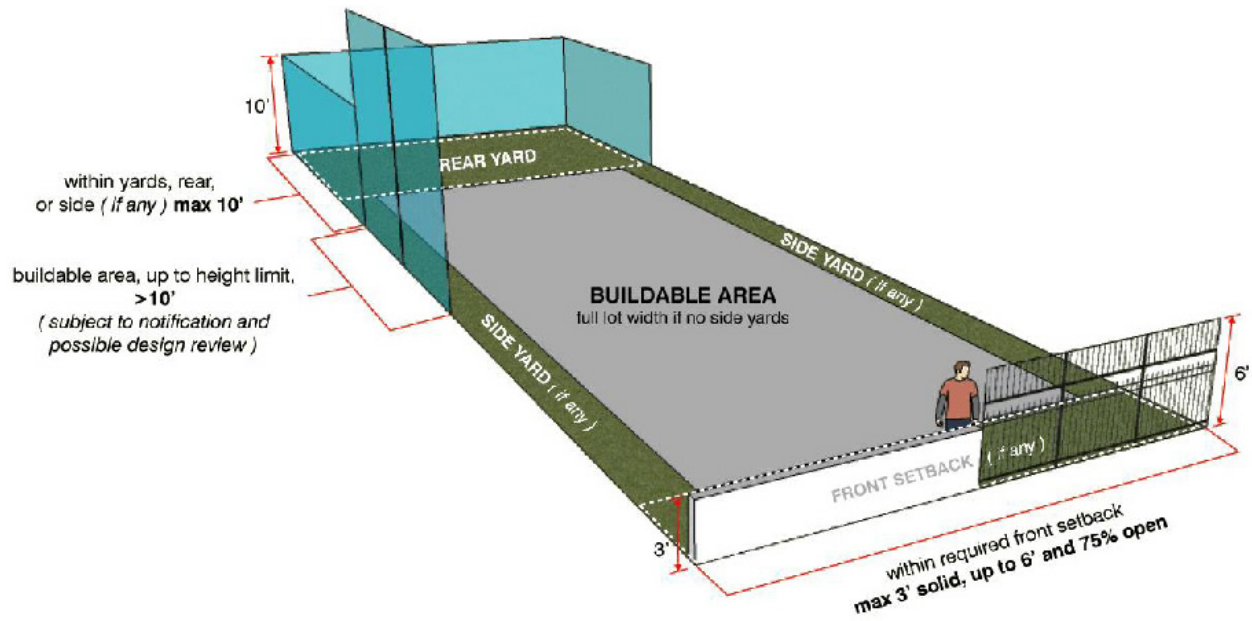 10'
within yards, rear,
or side ( if any ) max 10'
buildable area, up to height limit,
>10'
( subject to notification and
possible design review )
REAR YARD
SIDE YARD ( if any )
BUILDABLE AREA
full lot width if no side yards
SIDE YARD ( if any )
6'
FRONT SETBACK ( if any )
3'
within required front setback
max 3' solid, up to 6' and 75% open